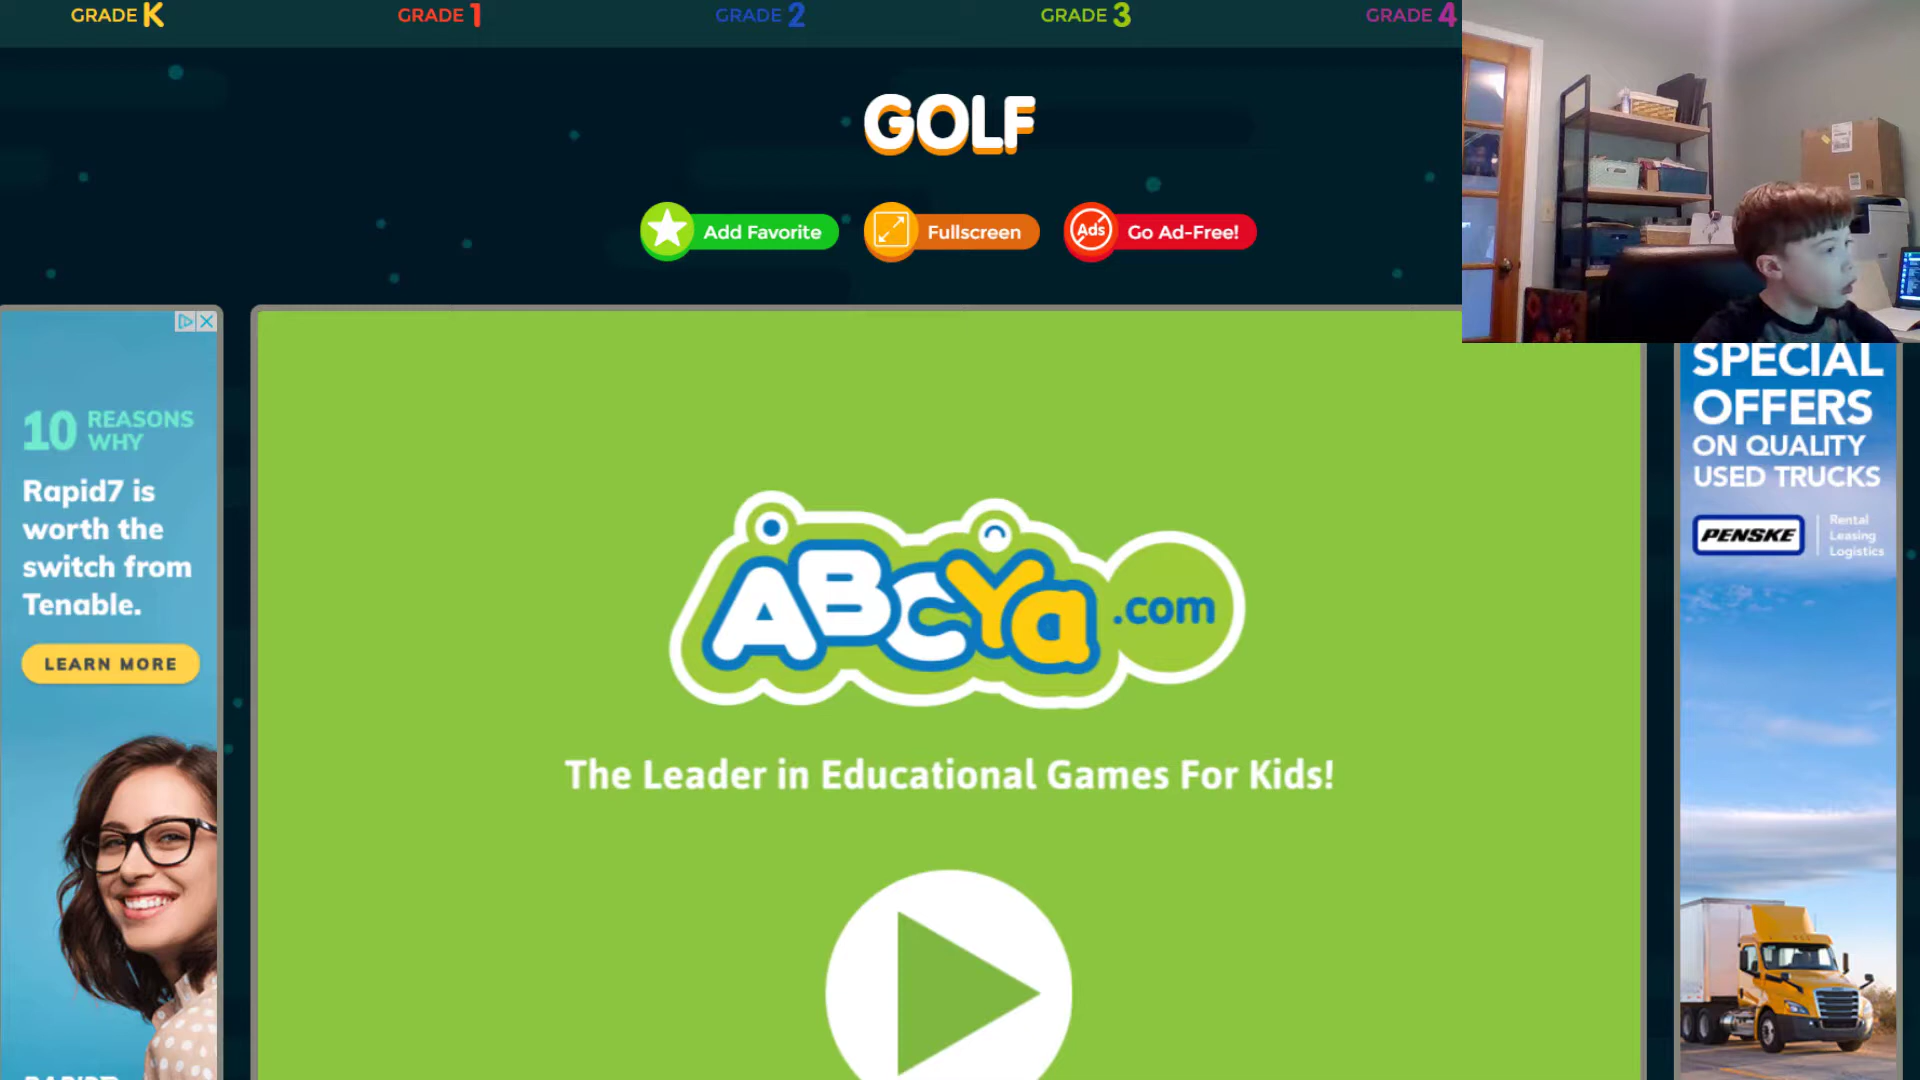 GRADE K
GRADE 1
GRADE 2
GRADE 3
GRADE 4
GOLF
Add Favorite
Fullscreen
Ads
Go Ad-Free!
10 REASONS
WHY
Rapid7 is
worth the
switch from
Tenable.
LEARN MORE
ABCYa.com
The Leader in Educational Games For Kids!
SPECIAL
OFFERS
ON QUALITY
USED TRUCKS
PENSKE
Rental
Leasing
Logistics